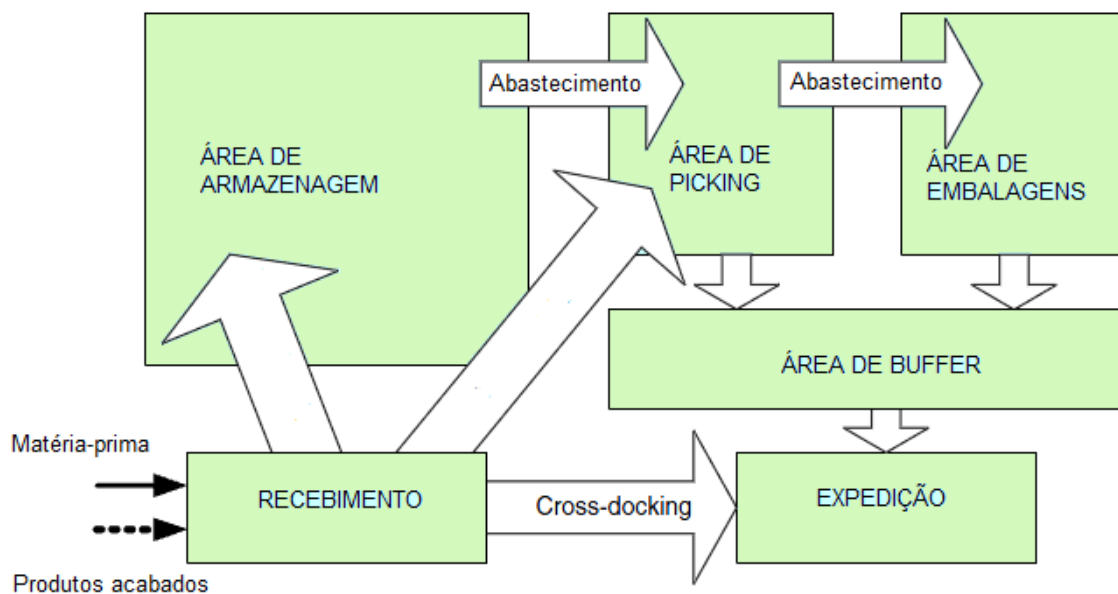 Abastecimento
Abastecimento
ÁREA DE
ARMAZENAGEM
ÁREA DE
PICKING
ÁREA DE
EMBALAGENS
ÁREA DE BUFFER
Matéria-prima
RECEBIMENTO
Cross-docking
EXPEDIÇÃO
Produtos acabados